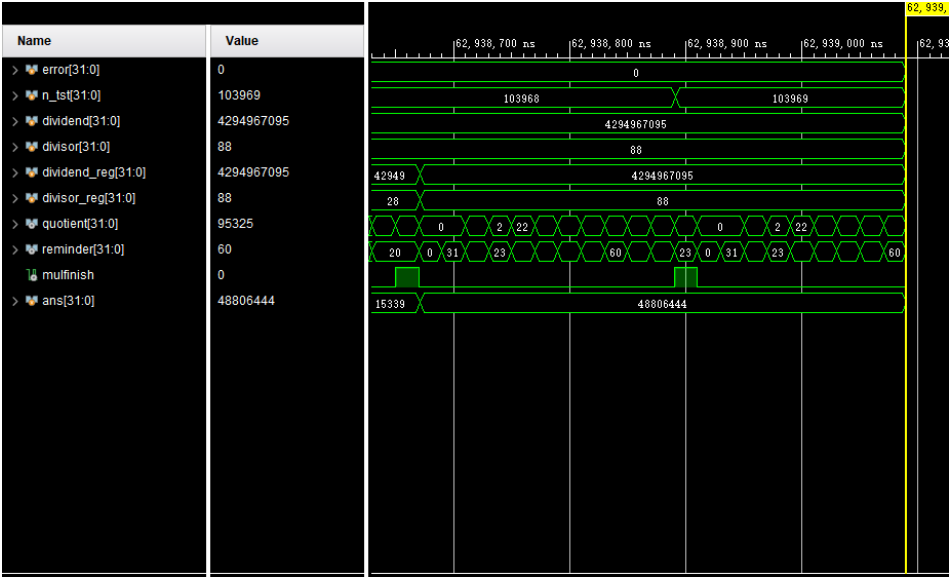 62,939,
Name Value
62,938,700 ns 62,938,800 ns 62,938,900 ns 62,939,000 ns 62,93
error[31:0] 0 0
n_tst[31:0] 103969 103968 103969
dividend[31:0] 4294967095 4294967095
divisor[31:0] 88 88
dividend_reg[31:0] 4294967095 42949 4294967095
divisor_reg[31:0] 88 28 88
quotient[31:0] 95325 0 2 22 0 2 22
reminder[31:0] 60 20 0 31 23 60 23 0 31 23 60
mulfinish 0
ans[31:0] 48806444 15339 48806444